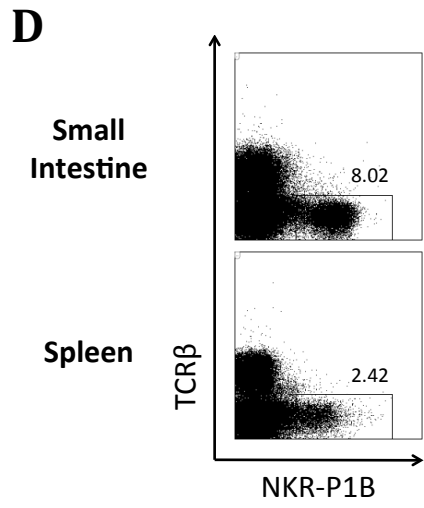 D
Small
Intestine
8.02
Spleen
2.42
TCRβ
NKR-P1B